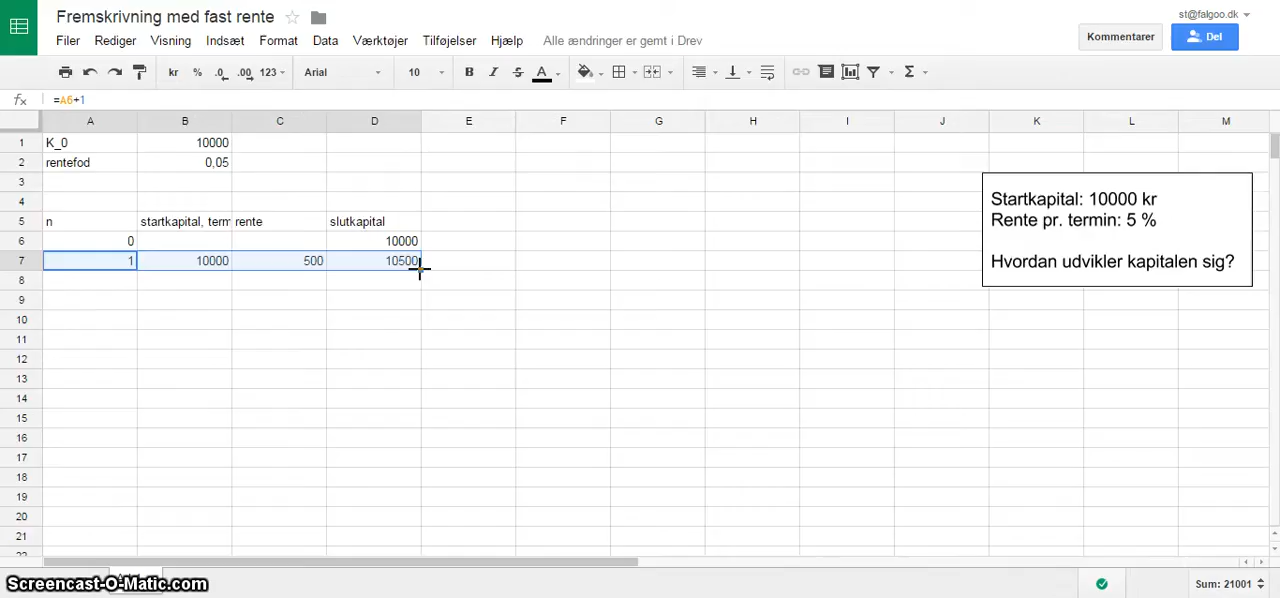 Fremskrivning med fast rente
st@falgoo.dk
Filer Rediger Visning Indsæt Format Data Værktøjer Tilføjelser Hjælp Alle ændringer er gemt i Drev
Kommentarer Del
kr % .0 .00 123 Arial 10 B I S A Σ
fx =A6+1
A B C D E F G H I J K L M
1 K_0 10000
2 rentefod 0,05
3
4
5 n startkapital, term rente slutkapital
6 0 10000
7 1 10000 500 10500
8
9
10
11
12
13
14
15
16
17
18
19
20
21
22
Startkapital: 10000 kr
Rente pr. termin: 5 %
Hvordan udvikler kapitalen sig?
Screencast-O-Matic.com
Sum: 21001